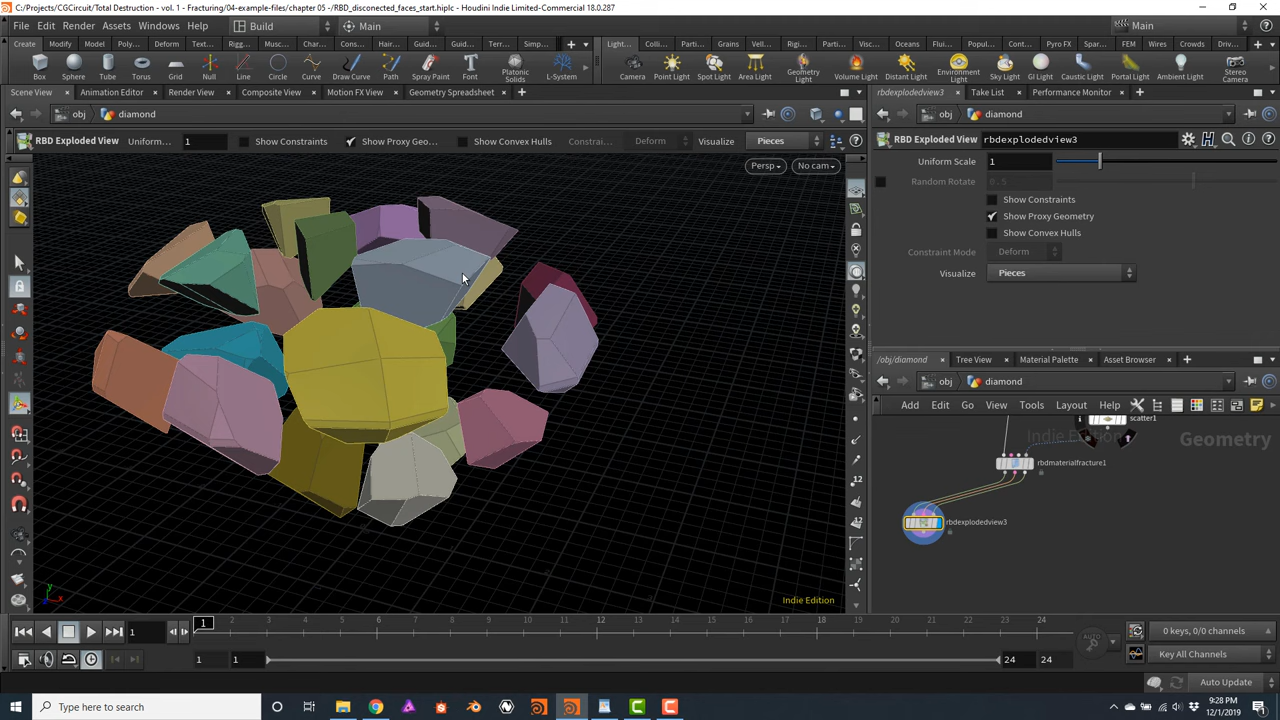 C:/Projects/CGCircuit/Total Destruction - vol. 1 - Fracturing/04-example-files/chapter 05 -/RBD_disconected_faces_start.hiplc - Houdini Indie Limited-Commercial 18.0.287
File Edit Render Assets Windows Help Build Main Main
Create Modify Model Poly... Deform Text... Rigg... Musc... Char... Cons... Hair... Guid... Guid... Terr... Simp... Light... Colli... Parti... Grains Vell... Rigi... Parti... Visc... Oceans Flui... Popul... Cont... Pyro FX Spar... FEM Wires Crowds Driv...
Box Sphere Tube Torus Grid Null Line Circle Curve Draw Curve Path Spray Paint Font Platonic Solids L-System Camera Point Light Spot Light Area Light Geometry Light Volume Light Distant Light Environment Light Sky Light GI Light Caustic Light Portal Light Ambient Light Stereo Camera
Scene View Animation Editor Render View Composite View Motion FX View Geometry Spreadsheet rbdexplodedview3 Take List Performance Monitor
obj diamond obj diamond
RBD Exploded View Uniform... 1 Show Constraints Show Proxy Geo... Show Convex Hulls Constrai... Deform Visualize Pieces RBD Exploded View rbdexplodedview3
Persp No cam
Uniform Scale 1
Random Rotate 0.5
Show Constraints
Show Proxy Geometry
Show Convex Hulls
Constraint Mode Deform
Visualize Pieces
/obj/diamond Tree View Material Palette Asset Browser
obj diamond
Add Edit Go View Tools Layout Help
scatter1
Indie Edition Geometry
rbdmaterialfracture1
rbdexplodedview3
12
12
Indie Edition
1 1 2 4 6 8 10 12 14 16 18 20 22 24 AUTO KEY 0 keys, 0/0 channels
1 1 24 24 Key All Channels
Auto Update
Type here to search 9:28 PM
12/1/2019